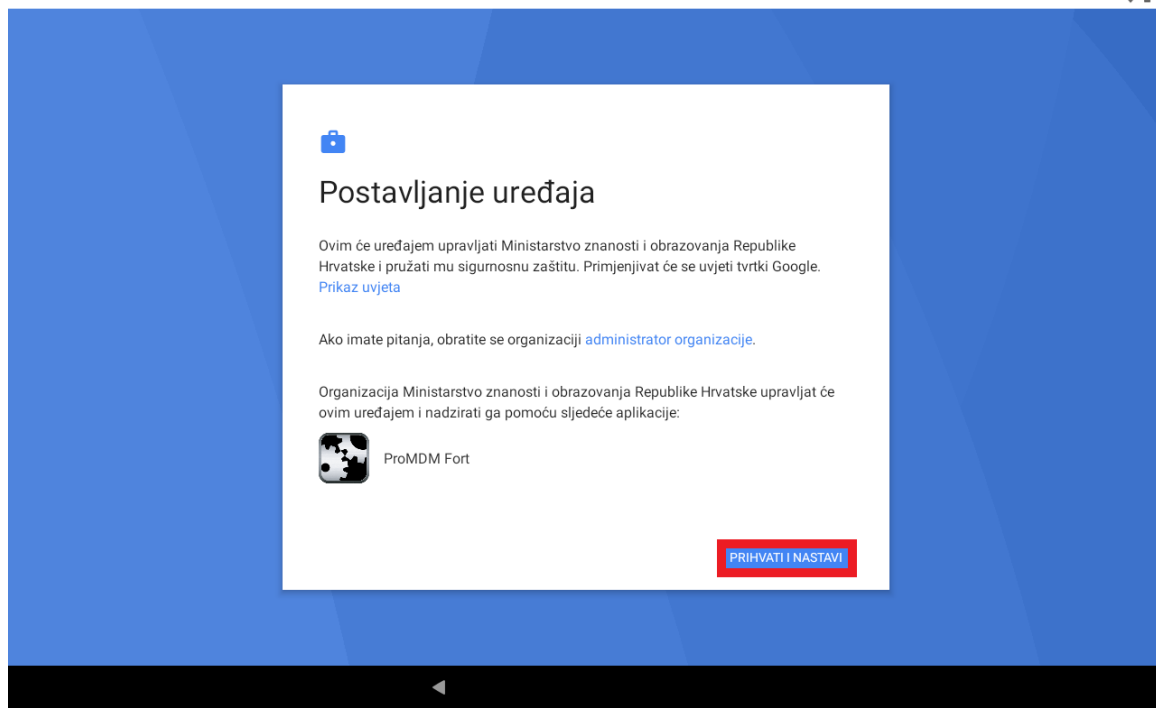 Postavljanje uređaja
Ovim će uređajem upravljati Ministarstvo znanosti i obrazovanja Republike
Hrvatske i pružati mu sigurnosnu zaštitu. Primjenjivat će se uvjeti tvrtki Google.
Prikaz uvjeta
Ako imate pitanja, obratite se organizaciji administrator organizacije.
Organizacija Ministarstvo znanosti i obrazovanja Republike Hrvatske upravljat će
ovim uređajem i nadzirati ga pomoću sljedeće aplikacije:
ProMDM Fort
PRIHVATI I NASTAVI